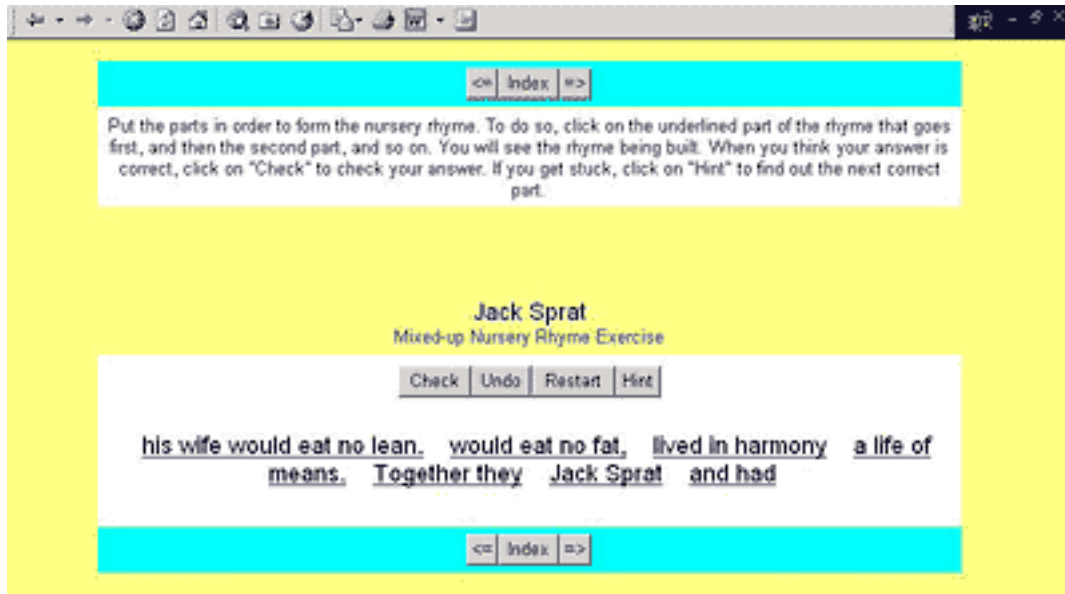 <= Index =>
Put the parts in order to form the nursery rhyme. To do so, click on the underlined part of the rhyme that goes
first, and then the second part, and so on. You will see the rhyme being built. When you think your answer is
correct, click on "Check" to check your answer. If you get stuck, click on "Hint" to find out the next correct
part.
Jack Sprat
Mixed-up Nursery Rhyme Exercise
Check Undo Restart Hint
his wife would eat no lean. would eat no fat, lived in harmony a life of
means. Together they Jack Sprat and had
<= Index =>